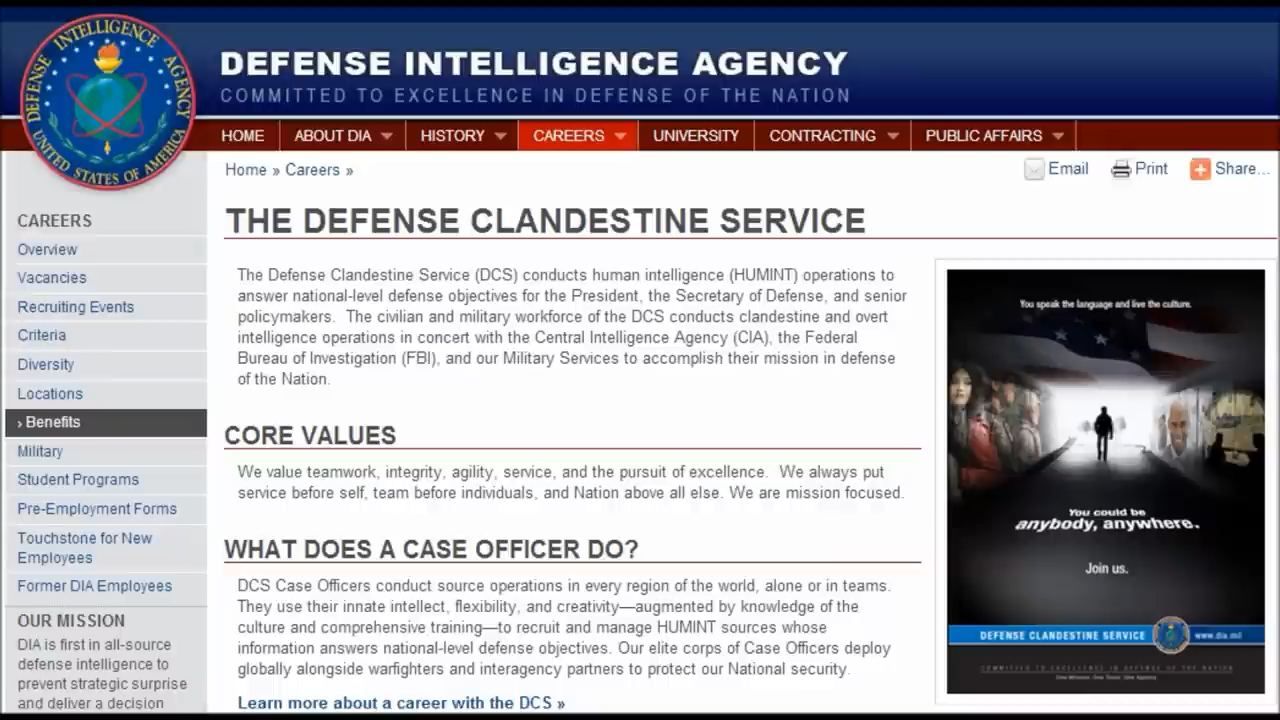 DEFENSE INTELLIGENCE AGENCY
UNITED STATES OF AMERICA
DEFENSE INTELLIGENCE AGENCY
COMMITTED TO EXCELLENCE IN DEFENSE OF THE NATION
HOME ABOUT DIA HISTORY CAREERS UNIVERSITY CONTRACTING PUBLIC AFFAIRS
Home » Careers »
Email Print Share...
CAREERS
Overview
Vacancies
Recruiting Events
Criteria
Diversity
Locations
› Benefits
Military
Student Programs
Pre-Employment Forms
Touchstone for New
Employees
Former DIA Employees
OUR MISSION
DIA is first in all-source
defense intelligence to
prevent strategic surprise
and deliver a decision
THE DEFENSE CLANDESTINE SERVICE
The Defense Clandestine Service (DCS) conducts human intelligence (HUMINT) operations to
answer national-level defense objectives for the President, the Secretary of Defense, and senior
policymakers. The civilian and military workforce of the DCS conducts clandestine and overt
intelligence operations in concert with the Central Intelligence Agency (CIA), the Federal
Bureau of Investigation (FBI), and our Military Services to accomplish their mission in defense
of the Nation.
CORE VALUES
We value teamwork, integrity, agility, service, and the pursuit of excellence. We always put
service before self, team before individuals, and Nation above all else. We are mission focused.
WHAT DOES A CASE OFFICER DO?
DCS Case Officers conduct source operations in every region of the world, alone or in teams.
They use their innate intellect, flexibility, and creativity—augmented by knowledge of the
culture and comprehensive training—to recruit and manage HUMINT sources whose
information answers national-level defense objectives. Our elite corps of Case Officers deploy
globally alongside warfighters and interagency partners to protect our National security.
Learn more about a career with the DCS »
You speak the language and live the culture.
You could be
anybody, anywhere.
Join us.
DEFENSE CLANDESTINE SERVICE www.dia.mil
COMMITTED TO EXCELLENCE IN DEFENSE OF THE NATION
One Mission. One Team. One Agency.